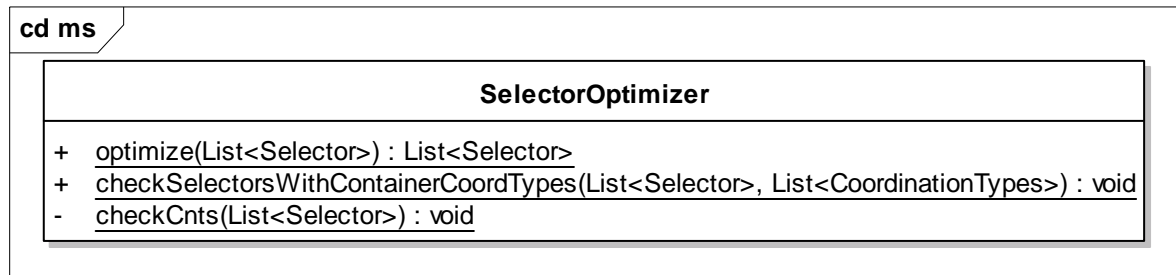 cd ms
SelectorOptimizer
+ optimize(List<Selector>) : List<Selector>
+ checkSelectorsWithContainerCoordTypes(List<Selector>, List<CoordinationTypes>) : void
- checkCnts(List<Selector>) : void